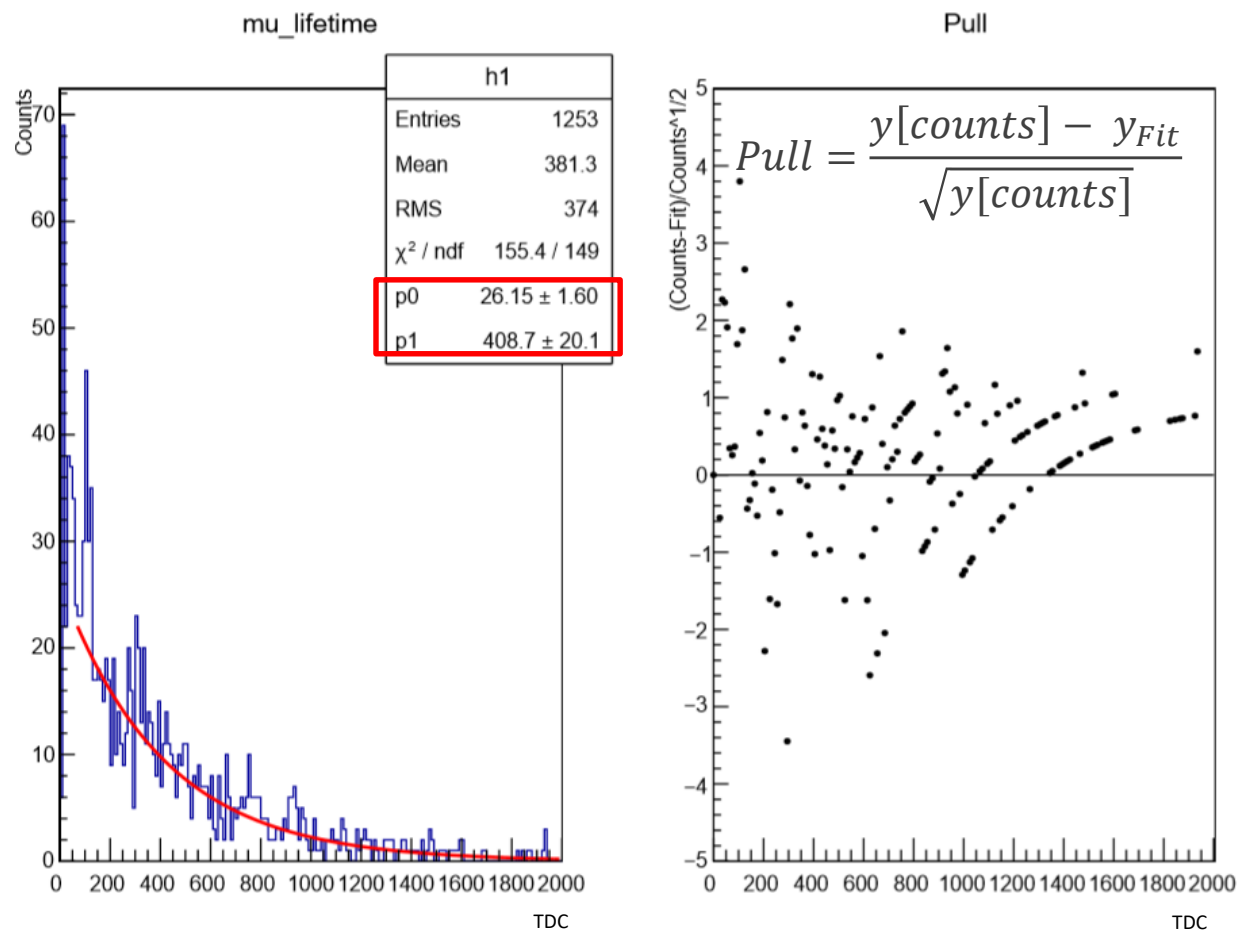 mu_lifetime
Counts
70
60
50
40
30
20
10
0
0 200 400 600 800 1000 1200 1400 1600 1800 2000
TDC
h1
Entries 1253
Mean 381.3
RMS 374
χ² / ndf 155.4 / 149
p0 26.15 ± 1.60
p1 408.7 ± 20.1
Pull
(Counts-Fit)/Counts^1/2
Pull = y[counts] − y_Fit / √y[counts]
5
4
3
2
1
0
−1
−2
−3
−4
−5
0 200 400 600 800 1000 1200 1400 1600 1800 2000
TDC